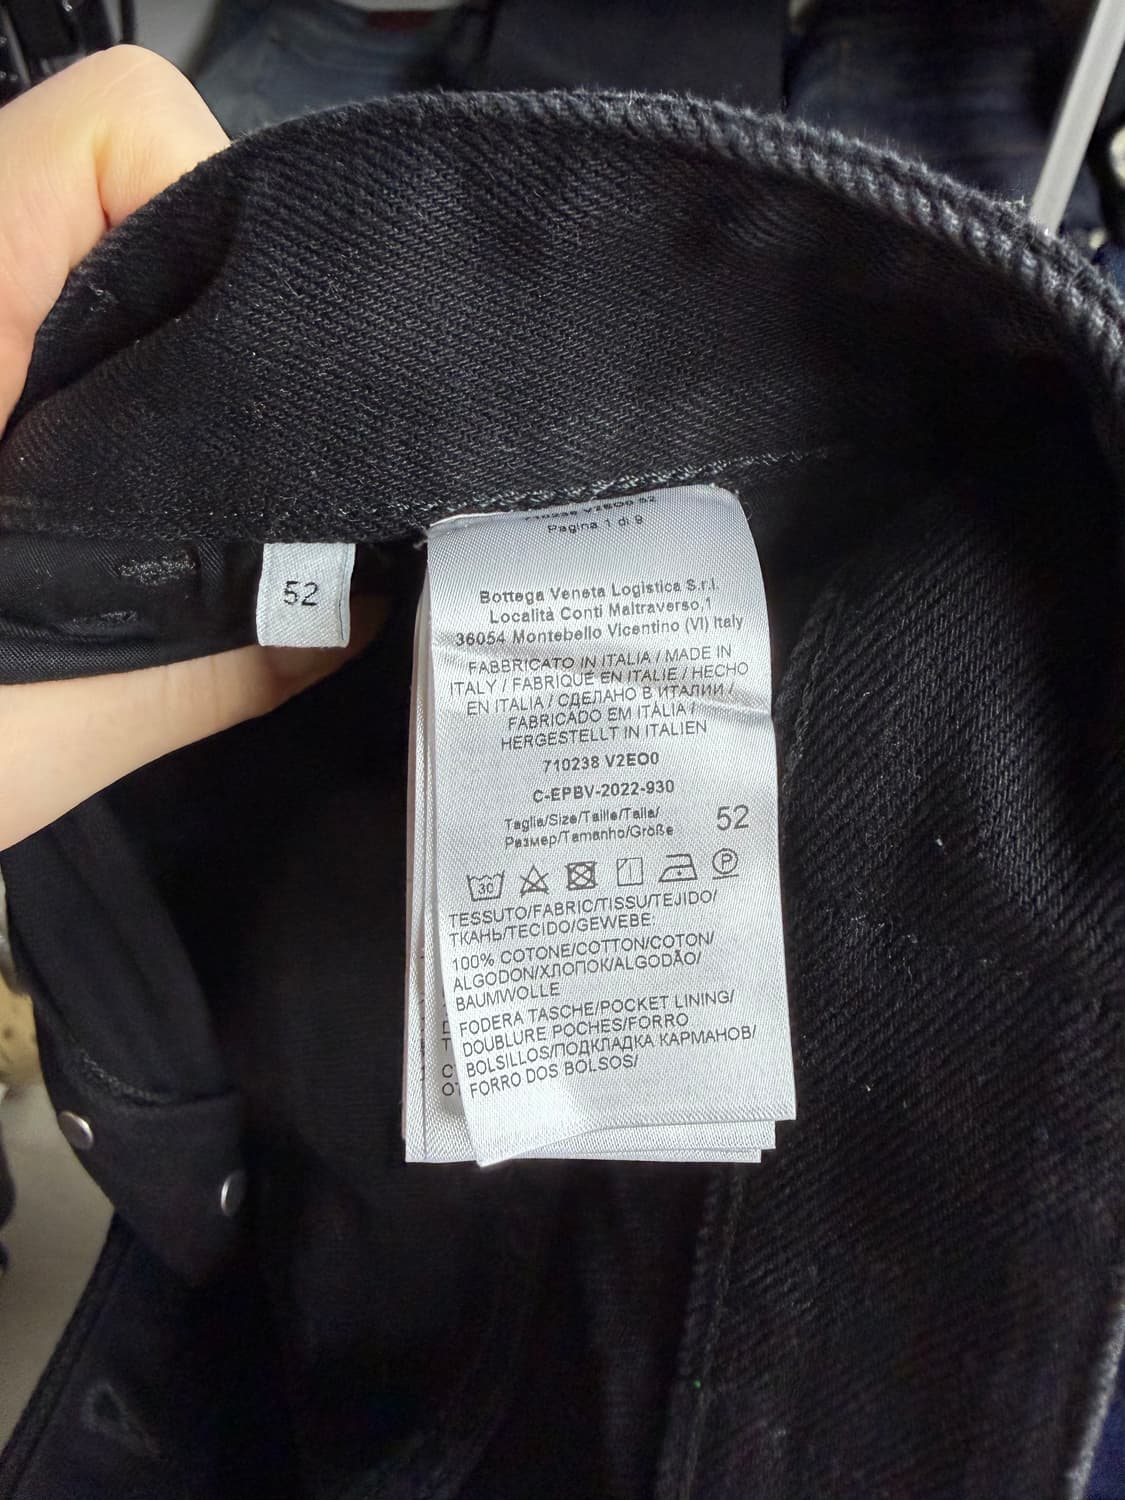 52
710238 V2EO0 52
Pagina 1 di 9
Bottega Veneta Logistica S.r.l.
Località Conti Maltraverso,1
36054 Montebello Vicentino (VI) Italy
FABBRICATO IN ITALIA / MADE IN
ITALY / FABRIQUÉ EN ITALIE / HECHO
EN ITALIA / СДЕЛАНО В ИТАЛИИ /
FABRICADO EM ITÀLIA /
HERGESTELLT IN ITALIEN
710238 V2EO0
C-EPBV-2022-930
Taglia/Size/Taille/Talla/
Размер/Tamanho/Größe 52
30 P
TESSUTO/FABRIC/TISSU/TEJIDO/
ТКАНЬ/TECIDO/GEWEBE:
100% COTONE/COTTON/COTON/
ALGODON/ХЛОПОК/ALGODÃO/
BAUMWOLLE
FODERA TASCHE/POCKET LINING/
DOUBLURE POCHES/FORRO
BOLSILLOS/ПОДКЛАДКА КАРМАНОВ/
FORRO DOS BOLSOS/